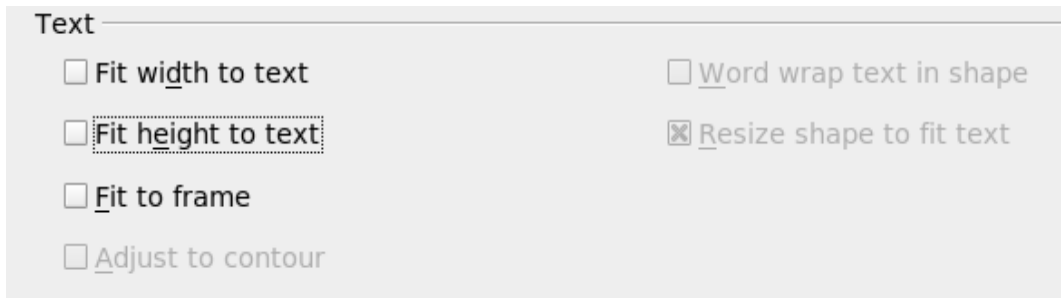 Text
Fit width to text
Word wrap text in shape
Fit height to text
Resize shape to fit text
Fit to frame
Adjust to contour